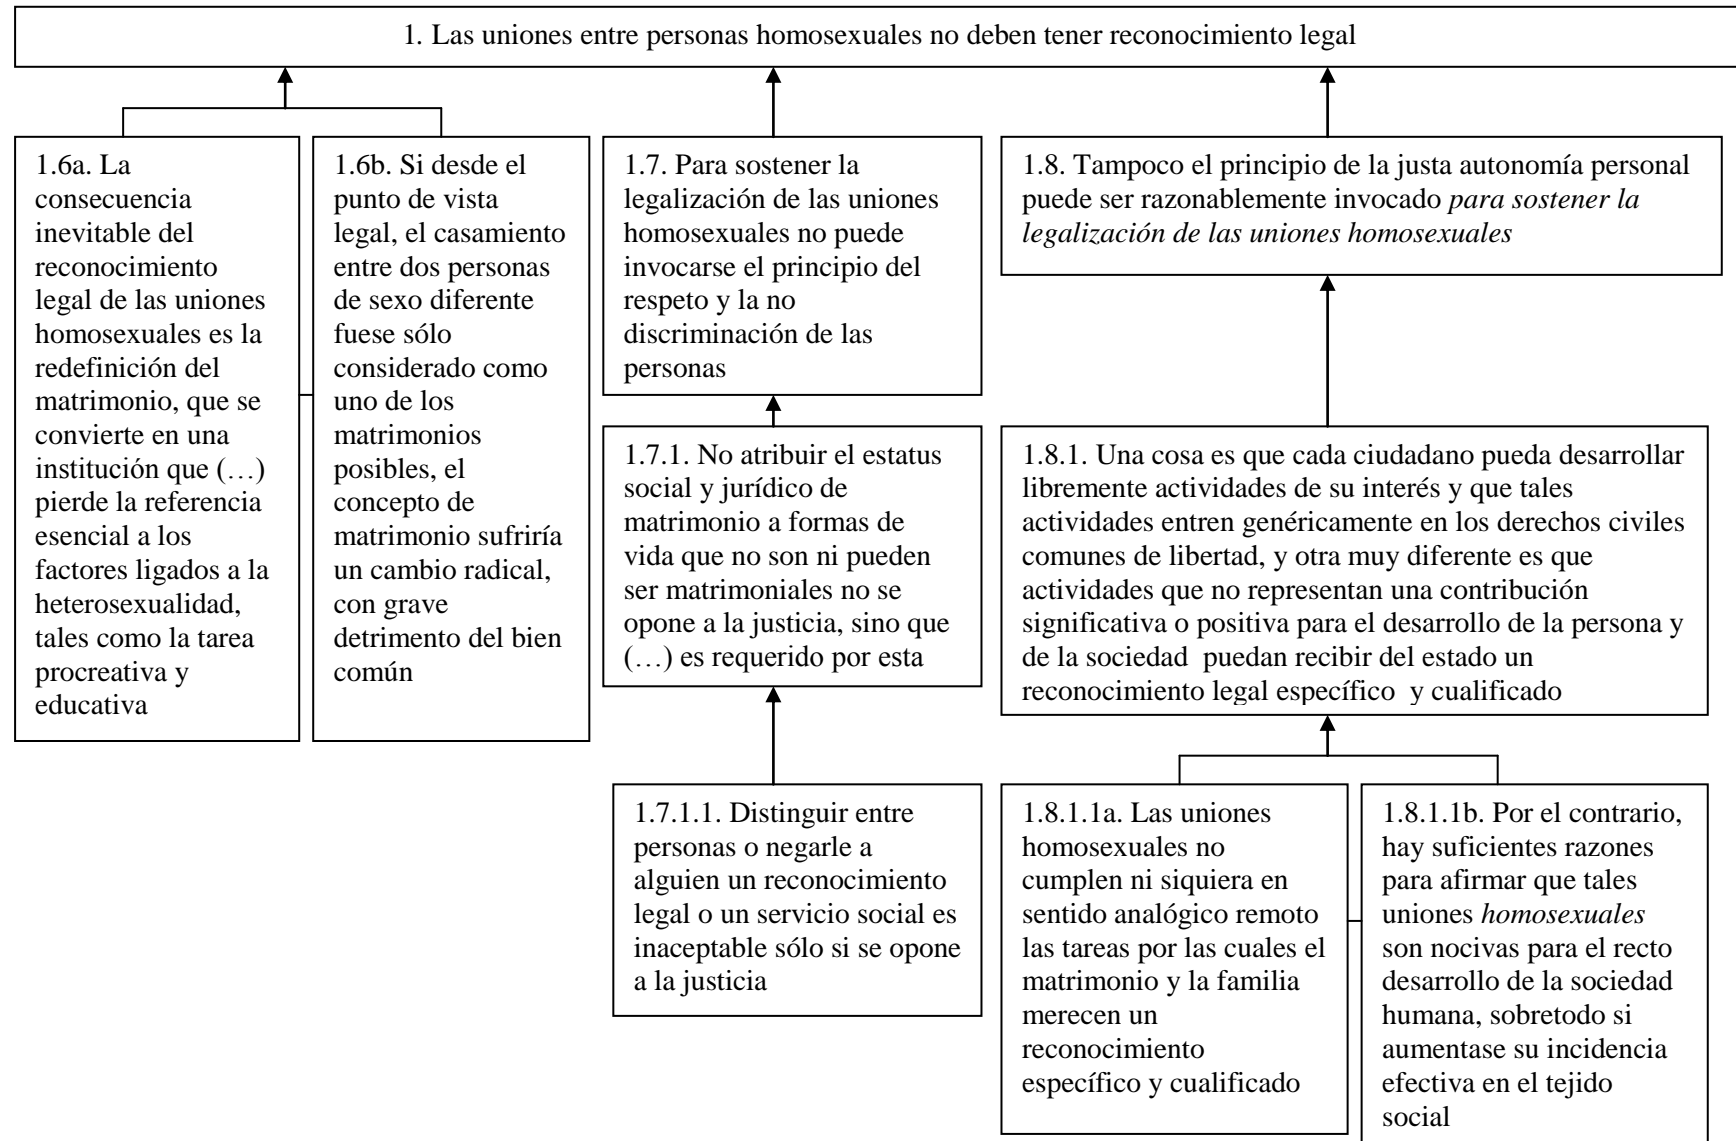 1. Las uniones entre personas homosexuales no deben tener reconocimiento legal
1.6a. La
consecuencia
inevitable del
reconocimiento
legal de las uniones
homosexuales es la
redefinición del
matrimonio, que se
convierte en una
institución que (…)
pierde la referencia
esencial a los
factores ligados a la
heterosexualidad,
tales como la tarea
procreativa y
educativa
1.6b. Si desde el
punto de vista
legal, el casamiento
entre dos personas
de sexo diferente
fuese sólo
considerado como
uno de los
matrimonios
posibles, el
concepto de
matrimonio sufriría
un cambio radical,
con grave
detrimento del bien
común
1.7. Para sostener la
legalización de las uniones
homosexuales no puede
invocarse el principio del
respeto y la no
discriminación de las
personas
1.8. Tampoco el principio de la justa autonomía personal
puede ser razonablemente invocado para sostener la
legalización de las uniones homosexuales
1.7.1. No atribuir el estatus
social y jurídico de
matrimonio a formas de
vida que no son ni pueden
ser matrimoniales no se
opone a la justicia, sino que
(…) es requerido por esta
1.8.1. Una cosa es que cada ciudadano pueda desarrollar
libremente actividades de su interés y que tales
actividades entren genéricamente en los derechos civiles
comunes de libertad, y otra muy diferente es que
actividades que no representan una contribución
significativa o positiva para el desarrollo de la persona y
de la sociedad puedan recibir del estado un
reconocimiento legal específico y cualificado
1.7.1.1. Distinguir entre
personas o negarle a
alguien un reconocimiento
legal o un servicio social es
inaceptable sólo si se opone
a la justicia
1.8.1.1a. Las uniones
homosexuales no
cumplen ni siquiera en
sentido analógico remoto
las tareas por las cuales el
matrimonio y la familia
merecen un
reconocimiento
específico y cualificado
1.8.1.1b. Por el contrario,
hay suficientes razones
para afirmar que tales
uniones homosexuales
son nocivas para el recto
desarrollo de la sociedad
humana, sobretodo si
aumentase su incidencia
efectiva en el tejido
social